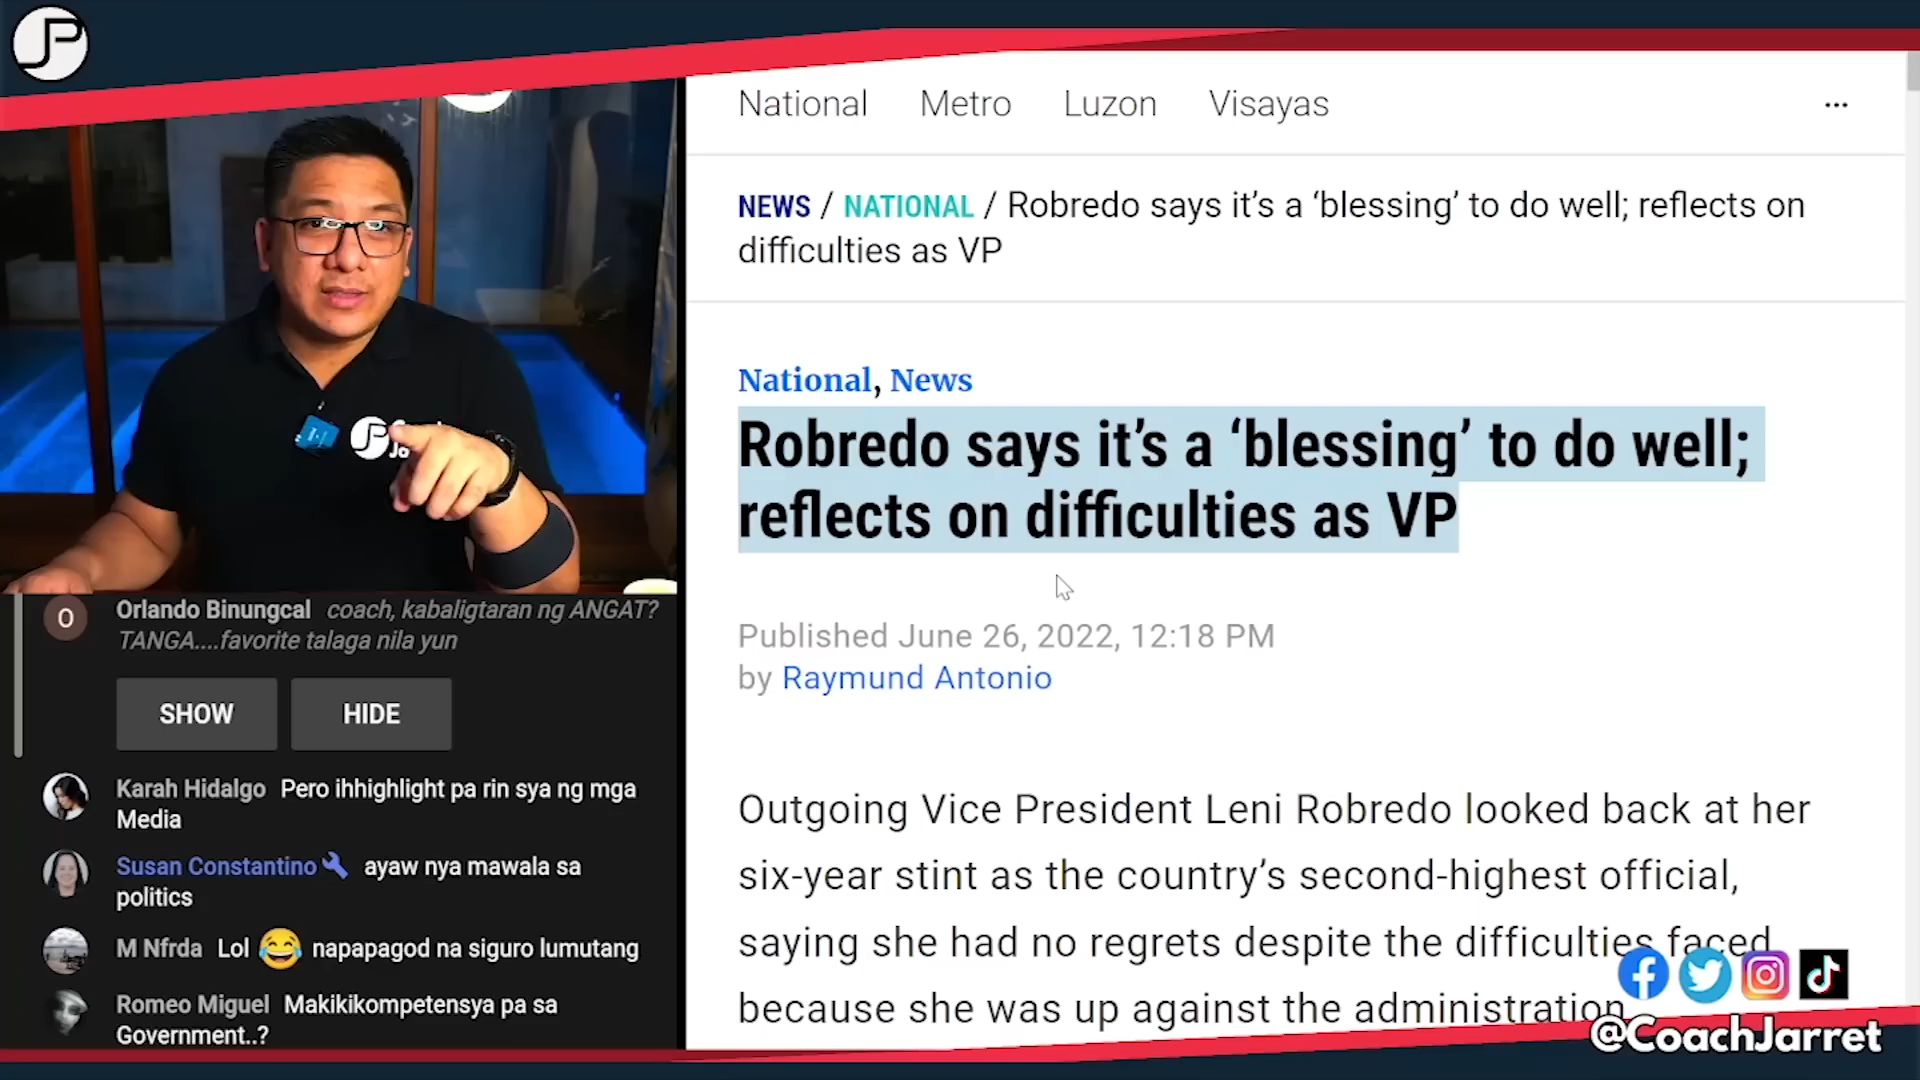 JP
National Metro Luzon Visayas
NEWS / NATIONAL / Robredo says it's a ‘blessing’ to do well; reflects on
difficulties as VP
National, News
Robredo says it’s a ‘blessing’ to do well;
reflects on difficulties as VP
Published June 26, 2022, 12:18 PM
by Raymund Antonio
Outgoing Vice President Leni Robredo looked back at her
six-year stint as the country’s second-highest official,
saying she had no regrets despite the difficulties faced
because she was up against the administration
O
Orlando Binungcal coach, kabaligtaran ng ANGAT?
TANGA....favorite talaga nila yun
SHOW HIDE
Karah Hidalgo Pero ihhighlight pa rin sya ng mga
Media
Susan Constantino ayaw nya mawala sa
politics
M Nfrda Lol 😂 napapagod na siguro lumutang
Romeo Miguel Makikikompetensya pa sa
Government..?
@CoachJarret